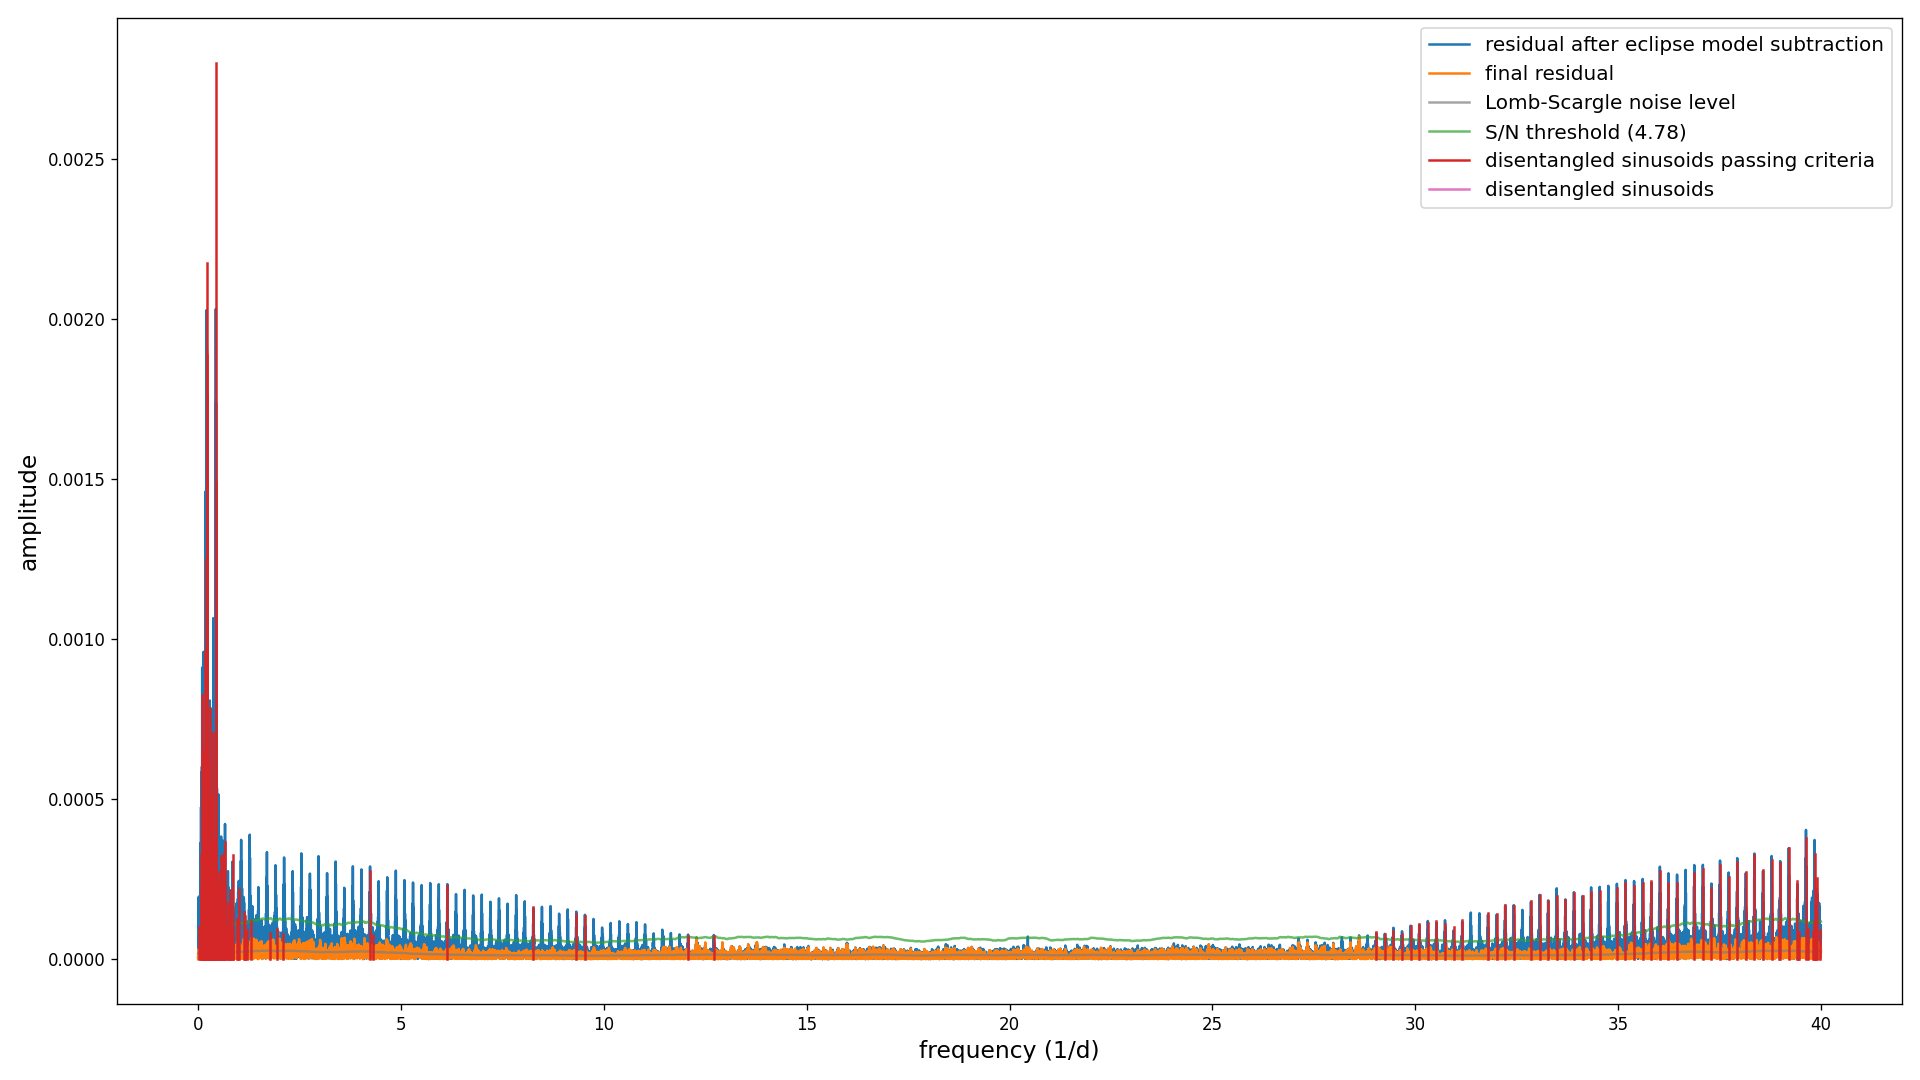 residual after eclipse model subtraction
final residual
Lomb-Scargle noise level
S/N threshold (4.78)
disentangled sinusoids passing criteria
disentangled sinusoids
amplitude
0.0025
0.0020
0.0015
0.0010
0.0005
0.0000
0 5 10 15 20 25 30 35 40
frequency (1/d)